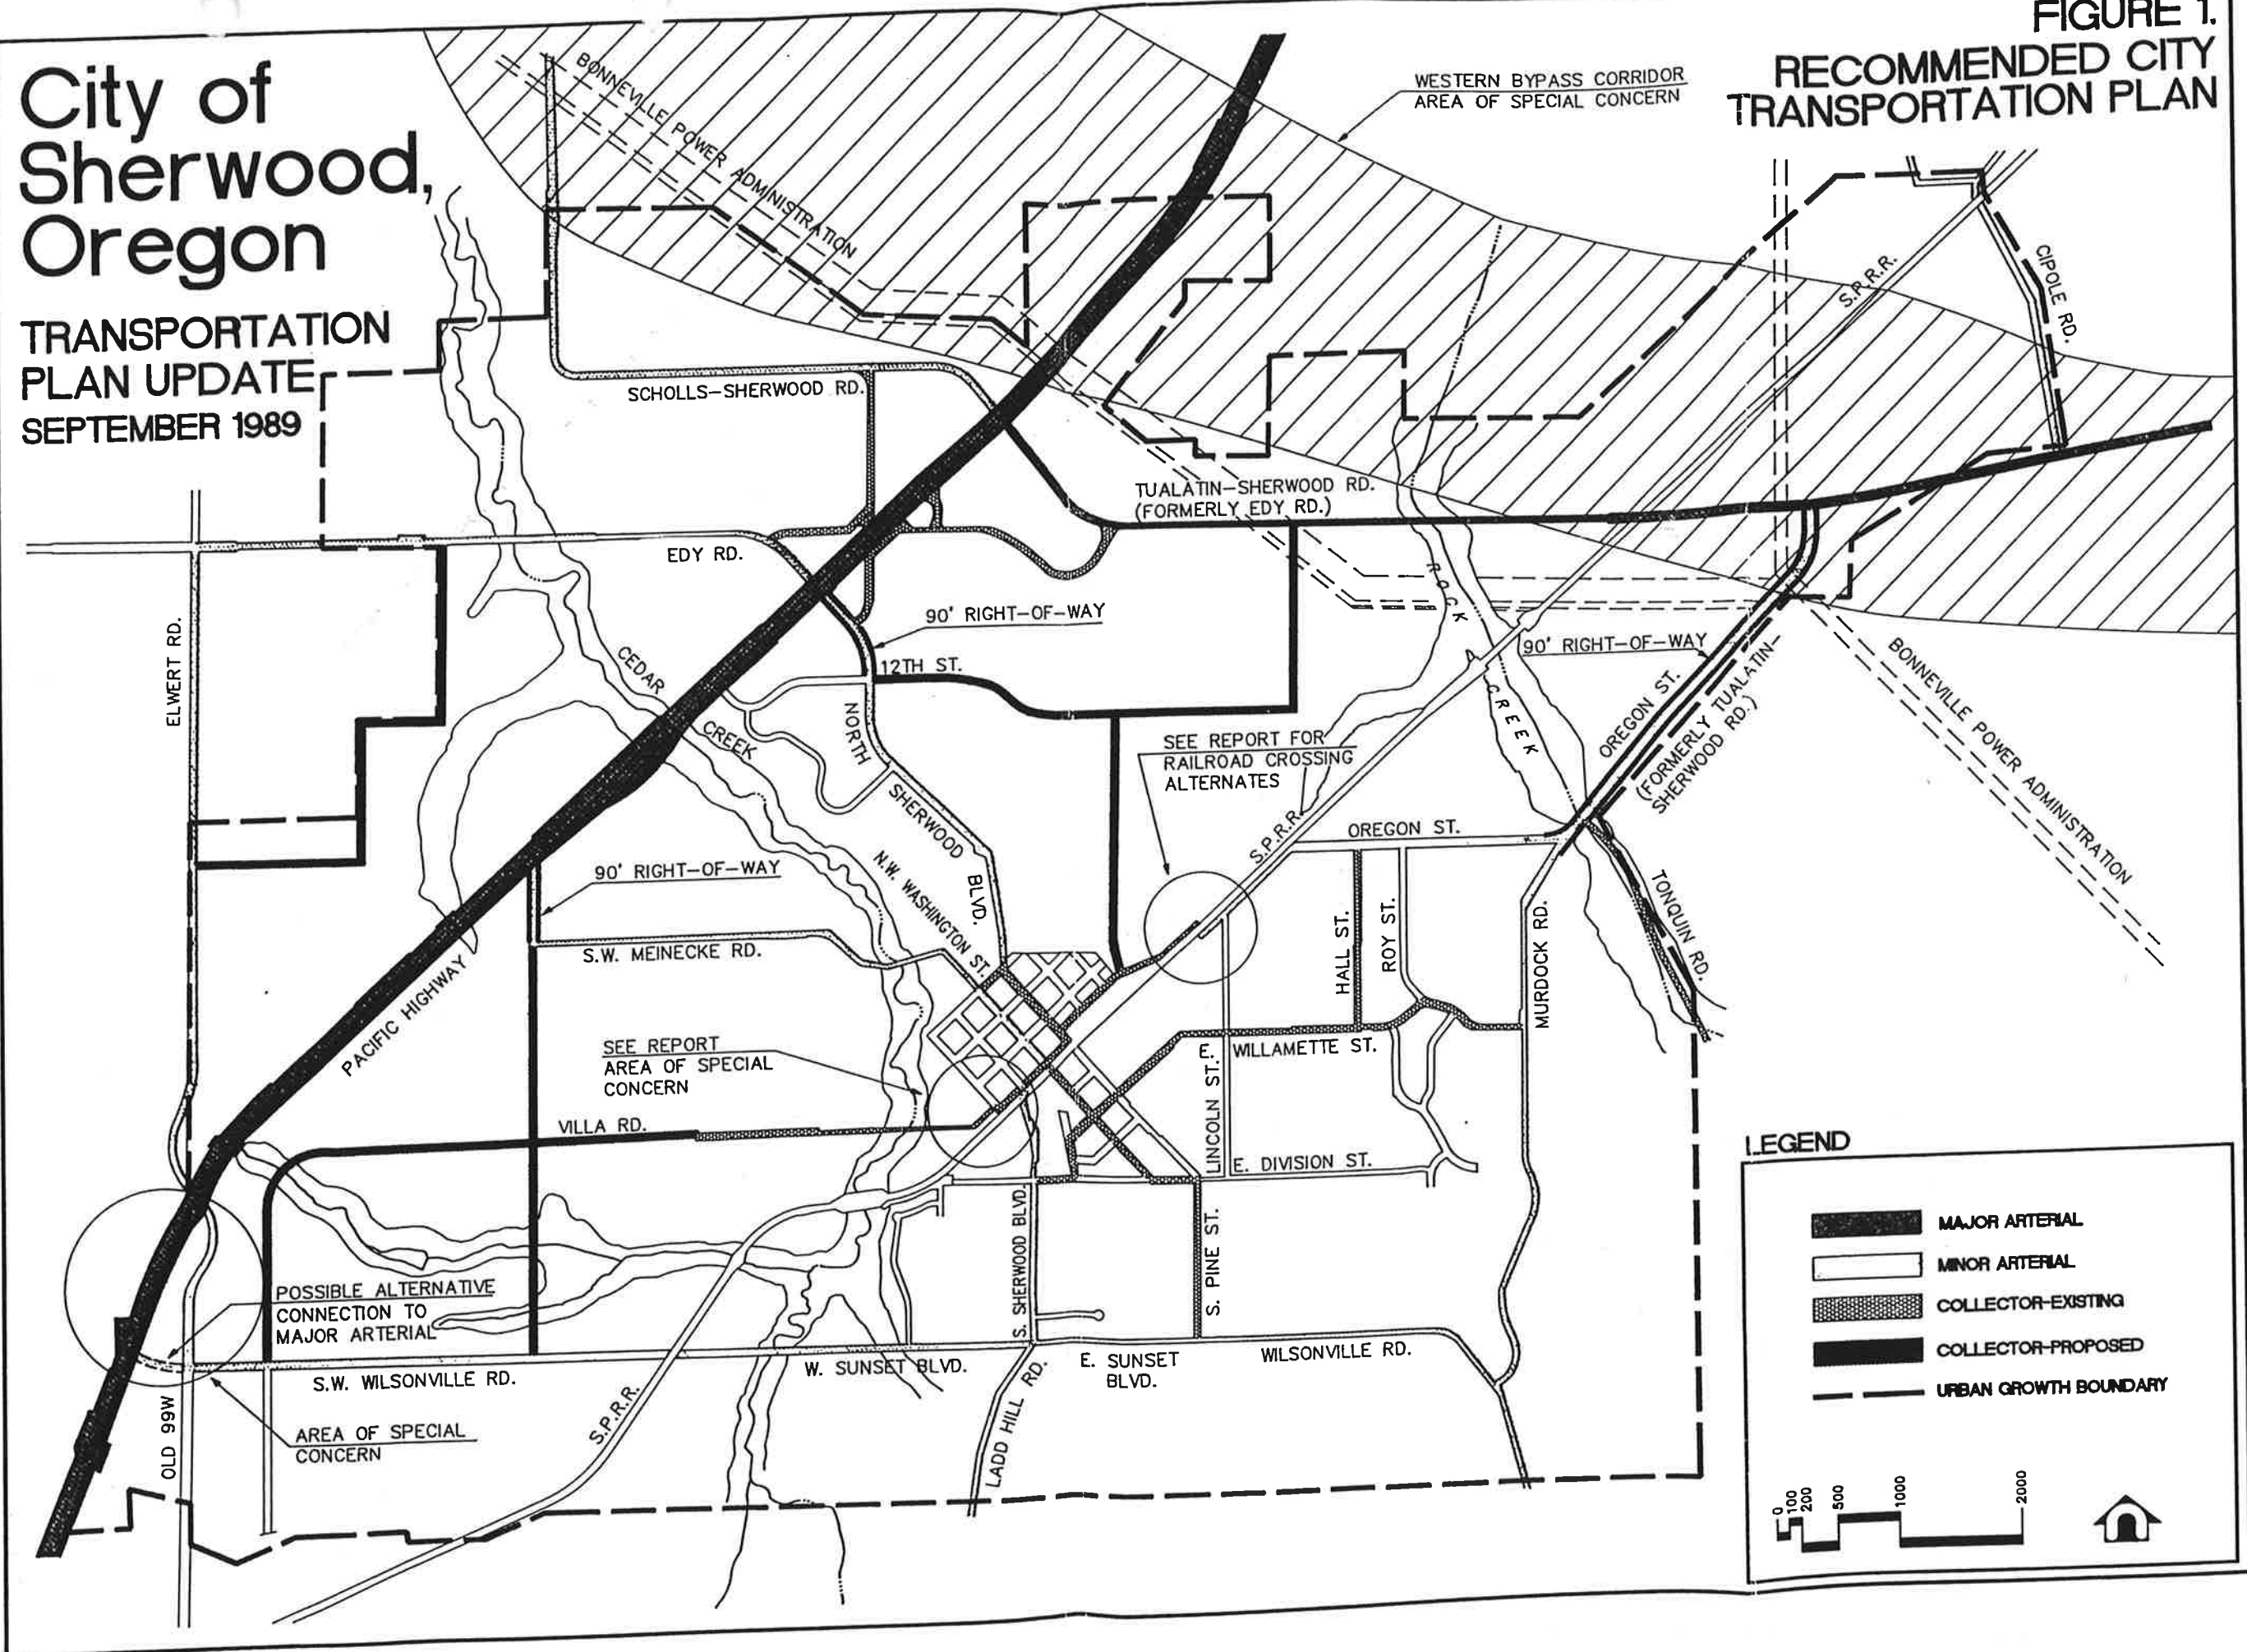 FIGURE 1.
RECOMMENDED CITY
TRANSPORTATION PLAN
City of
Sherwood,
Oregon
TRANSPORTATION
PLAN UPDATE
SEPTEMBER 1989
BONNEVILLE POWER ADMINISTRATION
WESTERN BYPASS CORRIDOR
AREA OF SPECIAL CONCERN
S.P.R.R.
CIPOLE RD.
SCHOLLS-SHERWOOD RD.
TUALATIN-SHERWOOD RD.
(FORMERLY EDY RD.)
EDY RD.
ELWERT RD.
90' RIGHT-OF-WAY
12TH ST.
ROCK
CREEK
90' RIGHT-OF-WAY
OREGON ST.
(FORMERLY TUALATIN-
SHERWOOD RD.)
BONNEVILLE POWER ADMINISTRATION
CEDAR
CREEK
NORTH
SHERWOOD
BLVD.
SEE REPORT FOR
RAILROAD CROSSING
ALTERNATES
S.P.R.R.
OREGON ST.
90' RIGHT-OF-WAY
N.W. WASHINGTON ST.
S.W. MEINECKE RD.
PACIFIC HIGHWAY
HALL ST.
ROY ST.
MURDOCK RD.
TONQUIN RD.
SEE REPORT
AREA OF SPECIAL
CONCERN
E. WILLAMETTE ST.
LINCOLN ST.
VILLA RD.
E. DIVISION ST.
S. SHERWOOD BLVD.
S. PINE ST.
POSSIBLE ALTERNATIVE
CONNECTION TO
MAJOR ARTERIAL
S.W. WILSONVILLE RD.
W. SUNSET BLVD.
E. SUNSET
BLVD.
WILSONVILLE RD.
OLD 99W
AREA OF SPECIAL
CONCERN
S.P.R.R.
LADD HILL RD.
LEGEND
MAJOR ARTERIAL
MINOR ARTERIAL
COLLECTOR-EXISTING
COLLECTOR-PROPOSED
URBAN GROWTH BOUNDARY
0
100
200
500
1000
2000